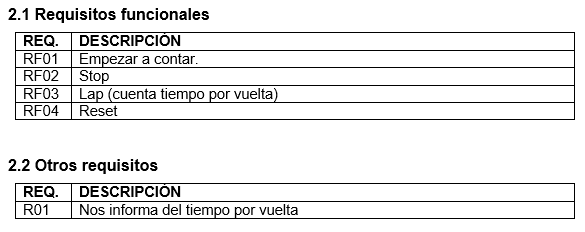 2.1 Requisitos funcionales
REQ. DESCRIPCIÓN
RF01 Empezar a contar.
RF02 Stop
RF03 Lap (cuenta tiempo por vuelta)
RF04 Reset
2.2 Otros requisitos
REQ. DESCRIPCIÓN
R01 Nos informa del tiempo por vuelta